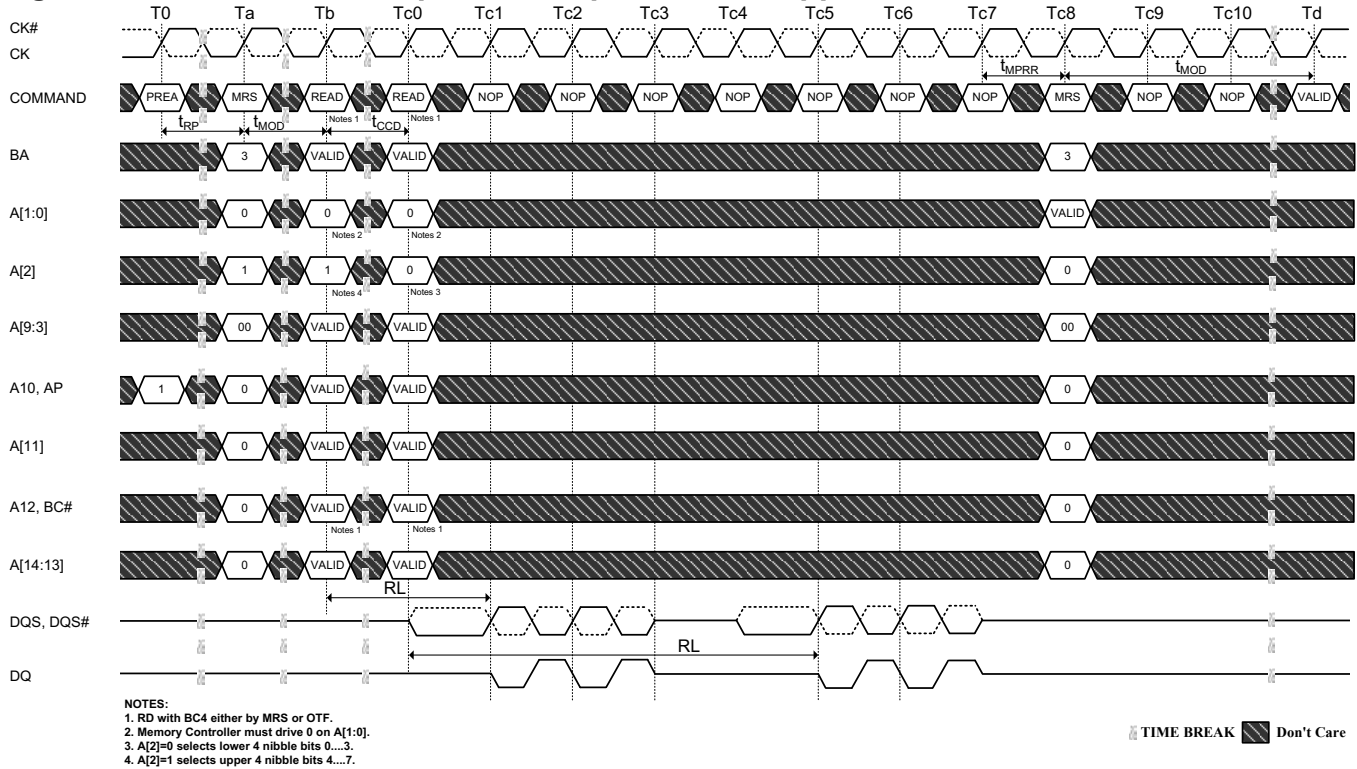 T0 Ta Tb Tc0 Tc1 Tc2 Tc3 Tc4 Tc5 Tc6 Tc7 Tc8 Tc9 Tc10 Td
CK#
CK
tMPRR tMOD
COMMAND PREA MRS READ READ NOP NOP NOP NOP NOP NOP NOP MRS NOP NOP VALID
Notes 1 Notes 1
tRP tMOD tCCD
BA 3 VALID VALID 3
A[1:0] 0 0 0 VALID
Notes 2 Notes 2
A[2] 1 1 0 0
Notes 4 Notes 3
A[9:3] 00 VALID VALID 00
A10, AP 1 0 VALID VALID 0
A[11] 0 VALID VALID 0
A12, BC# 0 VALID VALID 0
Notes 1 Notes 1
A[14:13] 0 VALID VALID 0
RL
DQS, DQS#
RL
DQ
NOTES:
1. RD with BC4 either by MRS or OTF.
2. Memory Controller must drive 0 on A[1:0].
3. A[2]=0 selects lower 4 nibble bits 0....3.
4. A[2]=1 selects upper 4 nibble bits 4....7.
TIME BREAK Don't Care